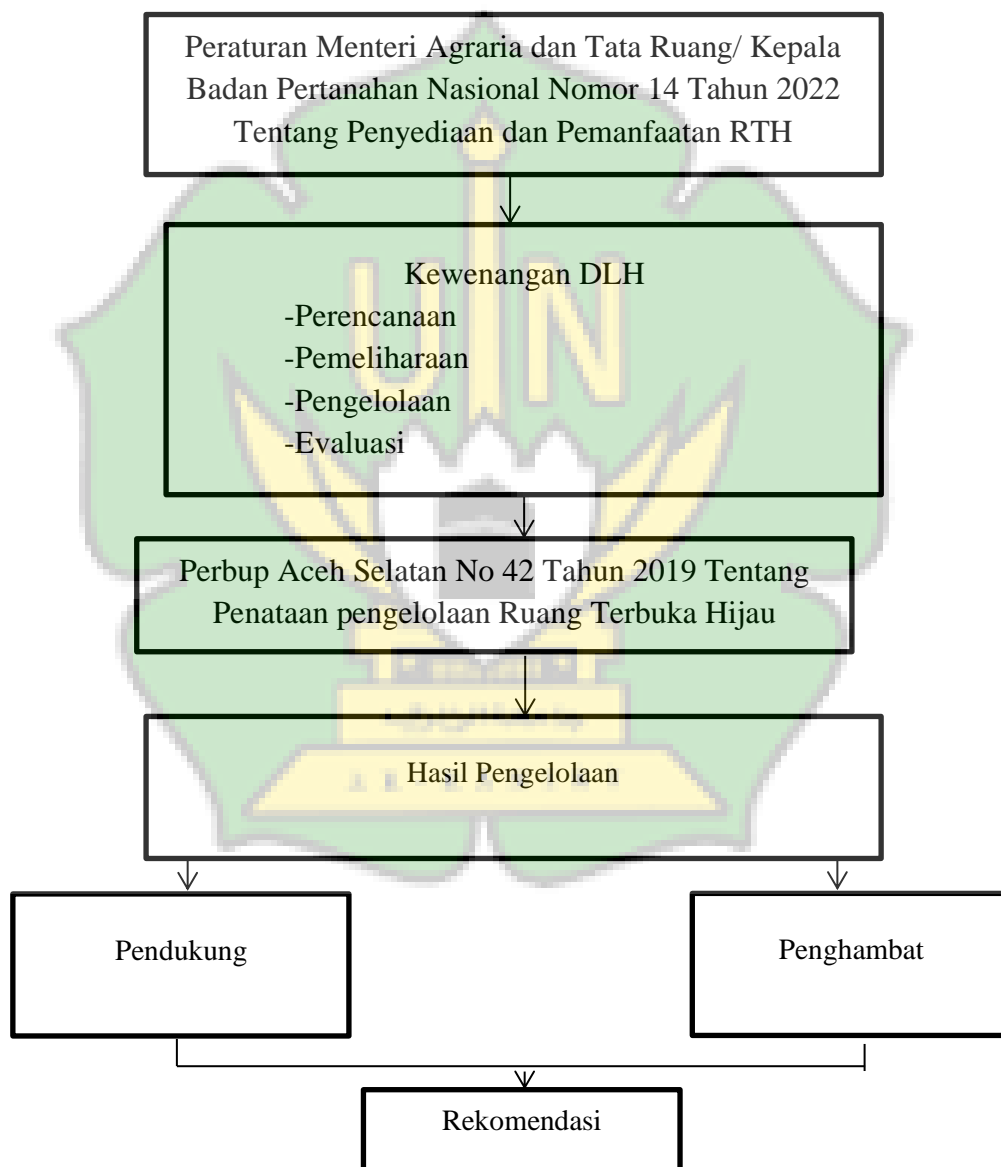 Peraturan Menteri Agraria dan Tata Ruang/ Kepala
Badan Pertanahan Nasional Nomor 14 Tahun 2022
Tentang Penyediaan dan Pemanfaatan RTH
Kewenangan DLH
-Perencanaan
-Pemeliharaan
-Pengelolaan
-Evaluasi
UIN
Perbup Aceh Selatan No 42 Tahun 2019 Tentang
Penataan pengelolaan Ruang Terbuka Hijau
Hasil Pengelolaan
Pendukung
Penghambat
Rekomendasi